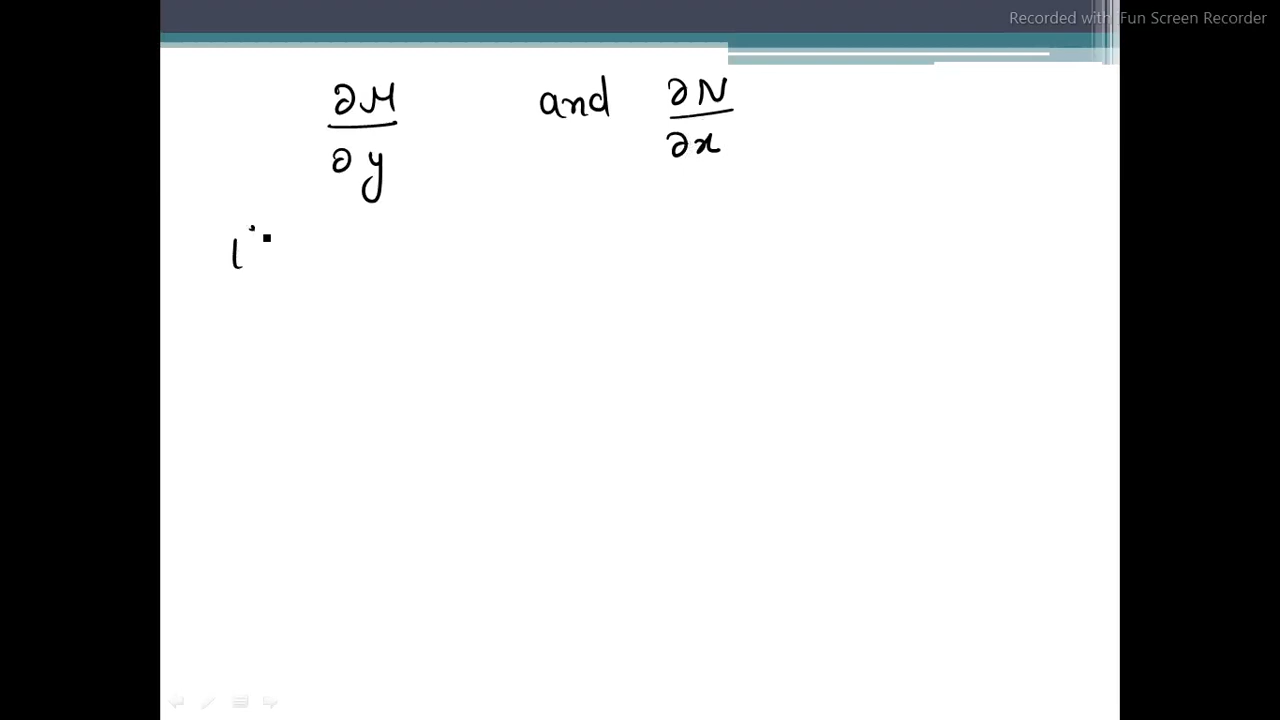 Recorded with Fun Screen Recorder
∂M/∂y and ∂N/∂x